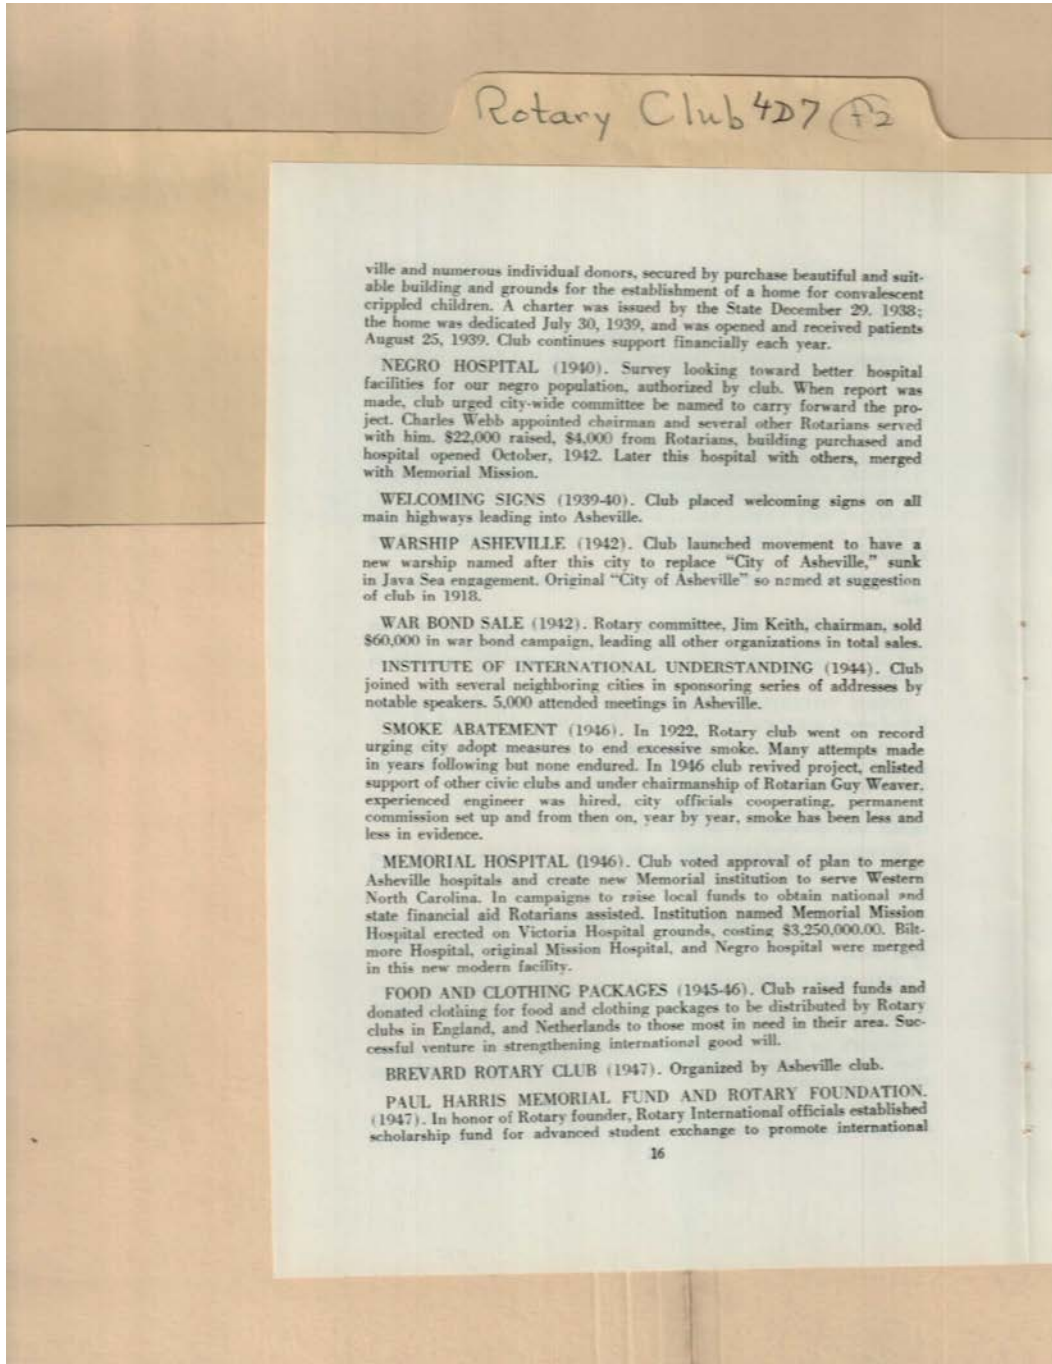 Rotary Club 4D7 F2
ville and numerous individual donors, secured by purchase beautiful and suit-
able building and grounds for the establishment of a home for convalescent
crippled children. A charter was issued by the State December 29, 1938;
the home was dedicated July 30, 1939, and was opened and received patients
August 25, 1939. Club continues support financially each year.
NEGRO HOSPITAL (1940). Survey looking toward better hospital
facilities for our negro population, authorized by club. When report was
made, club urged city-wide committee be named to carry forward the pro-
ject. Charles Webb appointed chairman and several other Rotarians served
with him. $22,000 raised, $4,000 from Rotarians, building purchased and
hospital opened October, 1942. Later this hospital with others, merged
with Memorial Mission.
WELCOMING SIGNS (1939-40). Club placed welcoming signs on all
main highways leading into Asheville.
WARSHIP ASHEVILLE (1942). Club launched movement to have a
new warship named after this city to replace "City of Asheville," sunk
in Java Sea engagement. Original "City of Asheville" so named at suggestion
of club in 1918.
WAR BOND SALE (1942). Rotary committee, Jim Keith, chairman, sold
$60,000 in war bond campaign, leading all other organizations in total sales.
INSTITUTE OF INTERNATIONAL UNDERSTANDING (1944). Club
joined with several neighboring cities in sponsoring series of addresses by
notable speakers. 5,000 attended meetings in Asheville.
SMOKE ABATEMENT (1946). In 1922, Rotary club went on record
urging city adopt measures to end excessive smoke. Many attempts made
in years following but none endured. In 1946 club revived project, enlisted
support of other civic clubs and under chairmanship of Rotarian Guy Weaver,
experienced engineer was hired, city officials cooperating, permanent
commission set up and from then on, year by year, smoke has been less and
less in evidence.
MEMORIAL HOSPITAL (1946). Club voted approval of plan to merge
Asheville hospitals and create new Memorial institution to serve Western
North Carolina. In campaigns to raise local funds to obtain national and
state financial aid Rotarians assisted. Institution named Memorial Mission
Hospital erected on Victoria Hospital grounds, costing $3,250,000.00. Bilt-
more Hospital, original Mission Hospital, and Negro hospital were merged
in this new modern facility.
FOOD AND CLOTHING PACKAGES (1945-46). Club raised funds and
donated clothing for food and clothing packages to be distributed by Rotary
clubs in England, and Netherlands to those most in need in their area. Suc-
cessful venture in strengthening international good will.
BREVARD ROTARY CLUB (1947). Organized by Asheville club.
PAUL HARRIS MEMORIAL FUND AND ROTARY FOUNDATION.
(1947). In honor of Rotary founder, Rotary International officials established
scholarship fund for advanced student exchange to promote international
16